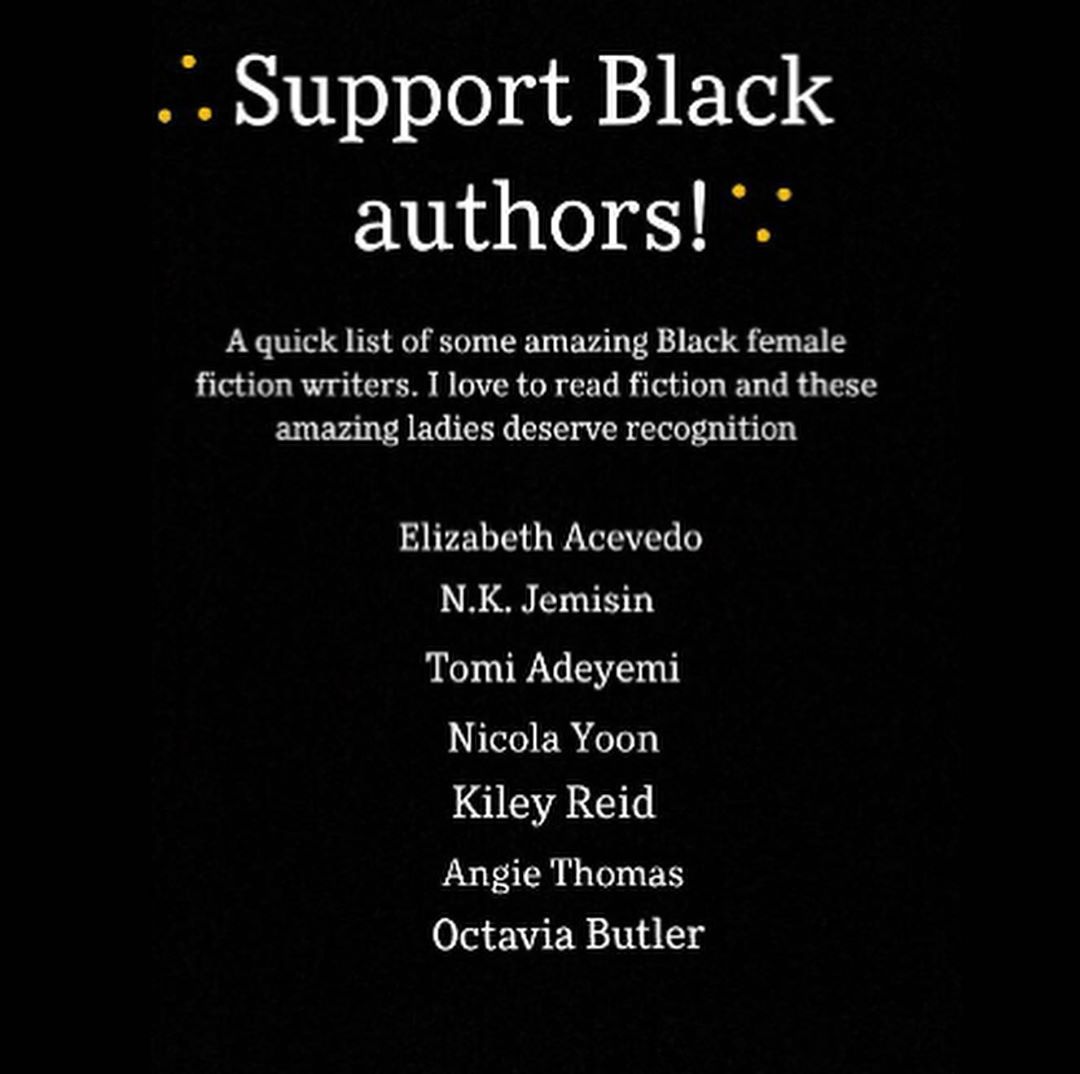 Support Black
authors!
A quick list of some amazing Black female
fiction writers. I love to read fiction and these
amazing ladies deserve recognition
Elizabeth Acevedo
N.K. Jemisin
Tomi Adeyemi
Nicola Yoon
Kiley Reid
Angie Thomas
Octavia Butler